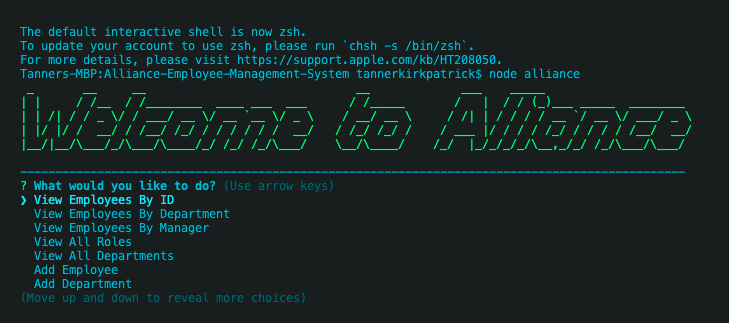 The default interactive shell is now zsh.
To update your account to use zsh, please run `chsh -s /bin/zsh`.
For more details, please visit https://support.apple.com/kb/HT208050.
Tanners-MBP:Alliance-Employee-Management-System tannerkirkpatrick$ node alliance
Welcome to Alliance
? What would you like to do? (Use arrow keys)
❯ View Employees By ID
View Employees By Department
View Employees By Manager
View All Roles
View All Departments
Add Employee
Add Department
(Move up and down to reveal more choices)